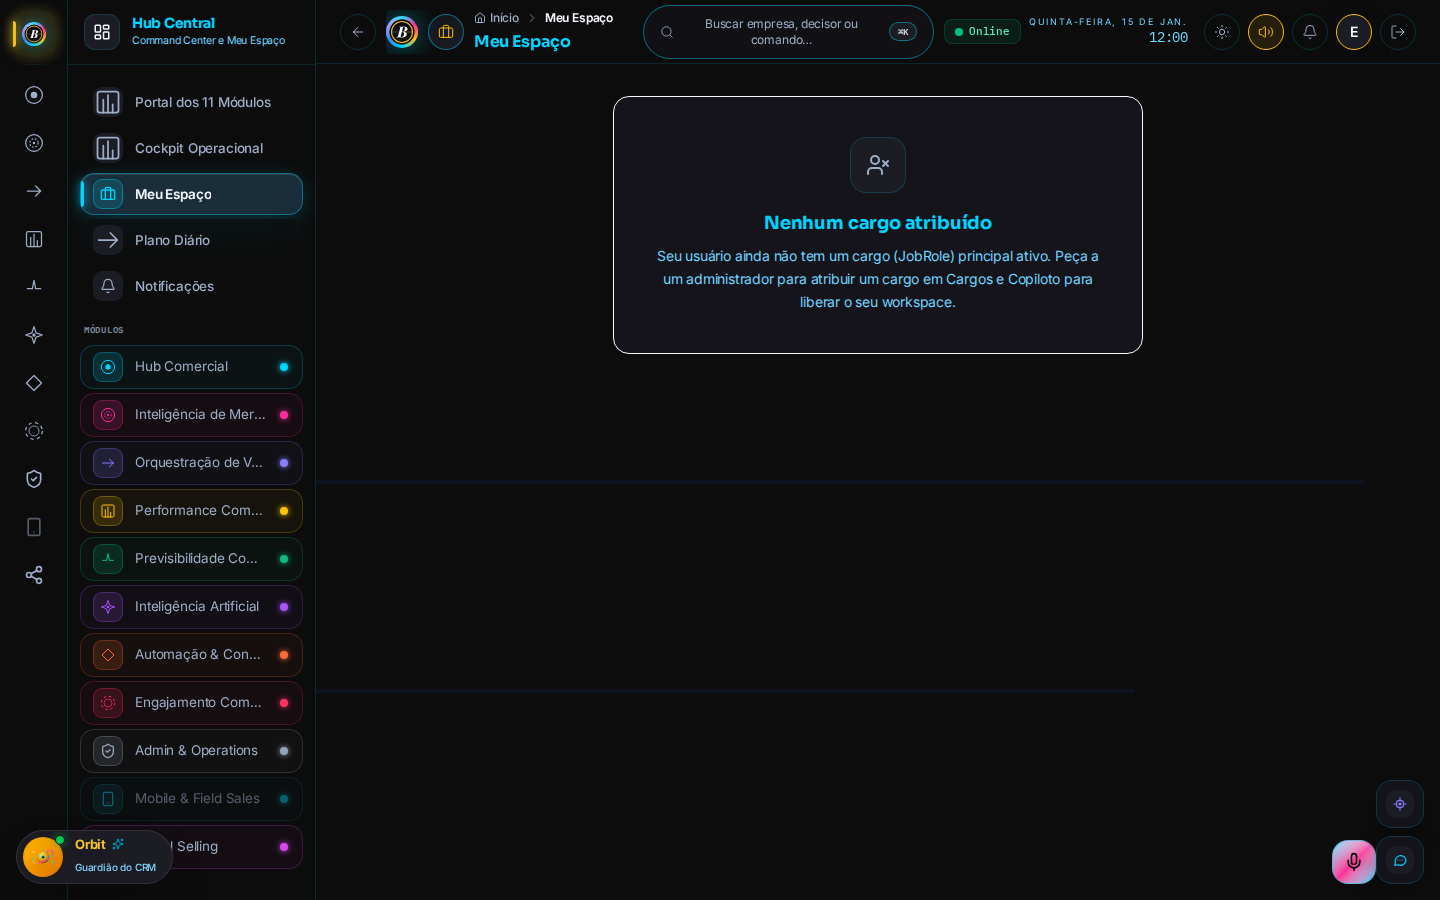 Hub Central
Command Center e Meu Espaço
Início
Meu Espaço
Meu Espaço
Buscar empresa, decisor ou
comando...
⌘K
Online
QUINTA-FEIRA, 15 DE JAN.
12:00
E
Portal dos 11 Módulos
Cockpit Operacional
Meu Espaço
Plano Diário
Notificações
MÓDULOS
Hub Comercial
Inteligência de Mer...
Orquestração de V...
Performance Com...
Previsibilidade Co...
Inteligência Artificial
Automação & Con...
Engajamento Com...
Admin & Operations
Mobile & Field Sales
Selling
Orbit
Guardião do CRM
Nenhum cargo atribuído
Seu usuário ainda não tem um cargo (JobRole) principal ativo. Peça a
um administrador para atribuir um cargo em Cargos e Copiloto para
liberar o seu workspace.